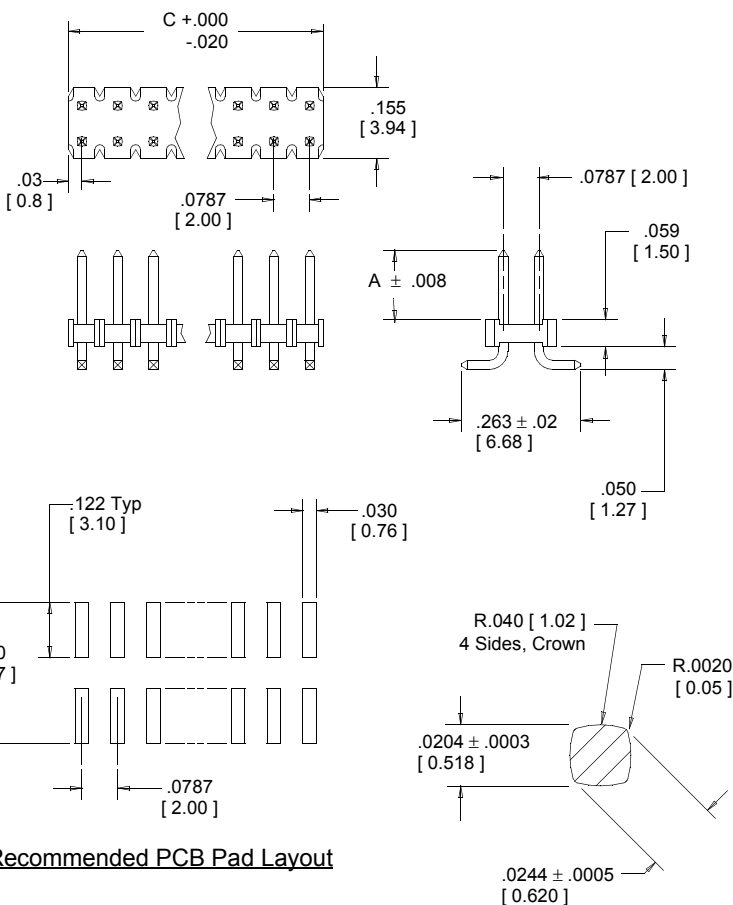 C +.000
-.020
.155
[ 3.94 ]
.03
[ 0.8 ]
.0787
[ 2.00 ]
.0787 [ 2.00 ]
.059
[ 1.50 ]
A ± .008
.263 ± .02
[ 6.68 ]
.050
[ 1.27 ]
.122 Typ
[ 3.10 ]
.030
[ 0.76 ]
.0787
[ 2.00 ]
R.040 [ 1.02 ]
4 Sides, Crown
R.0020
[ 0.05 ]
.0204 ± .0003
[ 0.518 ]
.0244 ± .0005
[ 0.620 ]
Recommended PCB Pad Layout